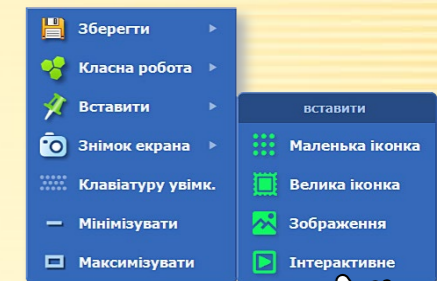 Зберегти
Класна робота
Вставити
Знімок екрана
Клавіатуру увімк.
Мінімізувати
Максимізувати
вставити
Маленька іконка
Велика іконка
Зображення
Інтерактивне